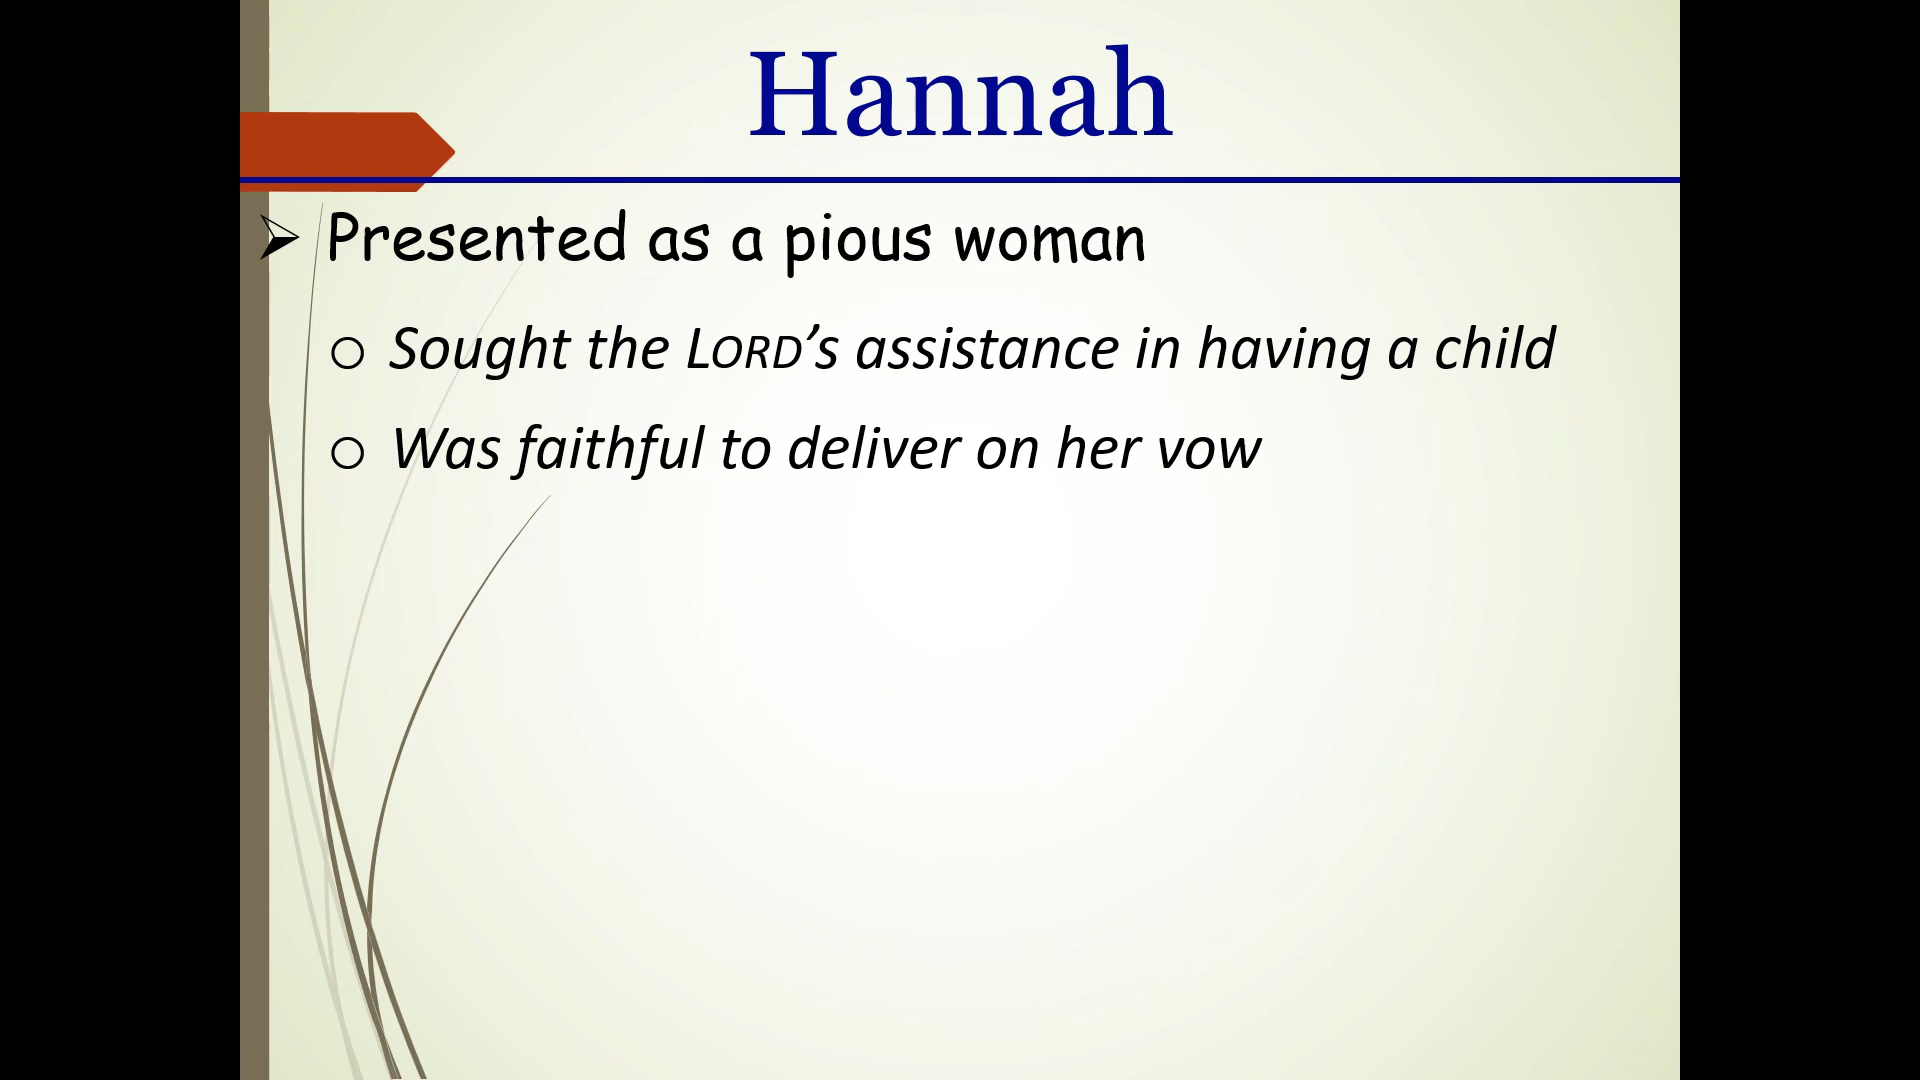 Hannah
Presented as a pious woman
Sought the LORD’s assistance in having a child
Was faithful to deliver on her vow